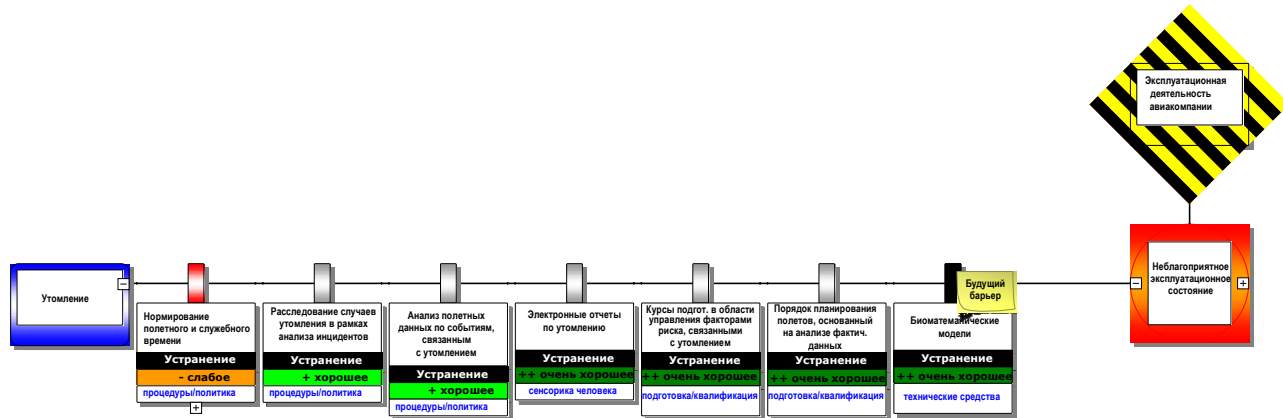 Эксплуатационная
деятельность
авиакомпании
Утомление
Неблагоприятное
эксплуатационное
состояние
Будущий
барьер
Нормирование
полетного и служебного
времени
Устранение
- слабое
процедуры/политика
Расследование случаев
утомления в рамках
анализа инцидентов
Устранение
+ хорошее
процедуры/политика
Анализ полетных
данных по событиям,
связанным
с утомлением
Устранение
+ хорошее
процедуры/политика
Электронные отчеты
по утомлению
Устранение
++ очень хорошее
сенсорика человека
Курсы подгот. в области
управления факторами
риска, связанными
с утомлением
Устранение
++ очень хорошее
подготовка/квалификация
Порядок планирования
полетов, основанный
на анализе фактич.
данных
Устранение
++ очень хорошее
подготовка/квалификация
Биоматематические
модели
Устранение
++ очень хорошее
технические средства